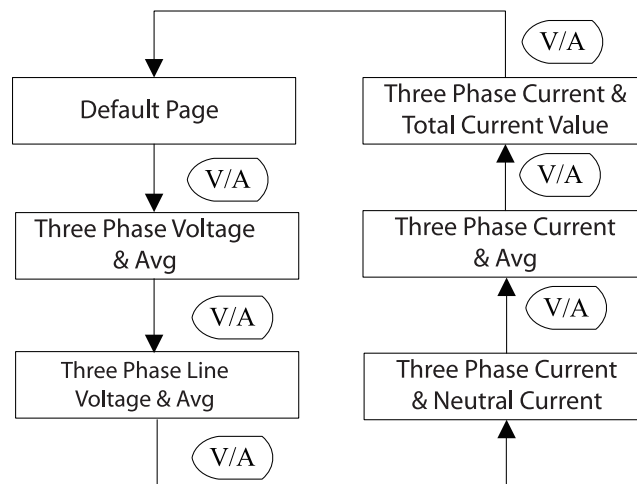 V/A
Default Page
V/A
Three Phase Voltage
& Avg
V/A
Three Phase Line
Voltage & Avg
V/A
Three Phase Current
& Neutral Current
V/A
Three Phase Current
& Avg
V/A
Three Phase Current &
Total Current Value